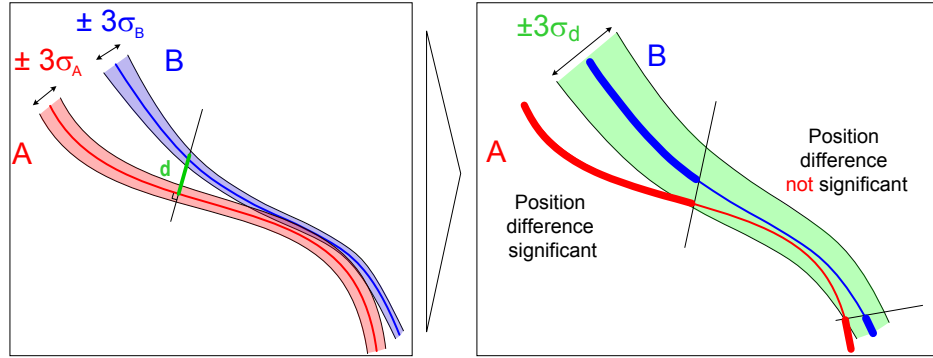 ± 3σB
B
± 3σA
A
d
±3σd
B
A
Position
difference
not significant
Position
difference
significant